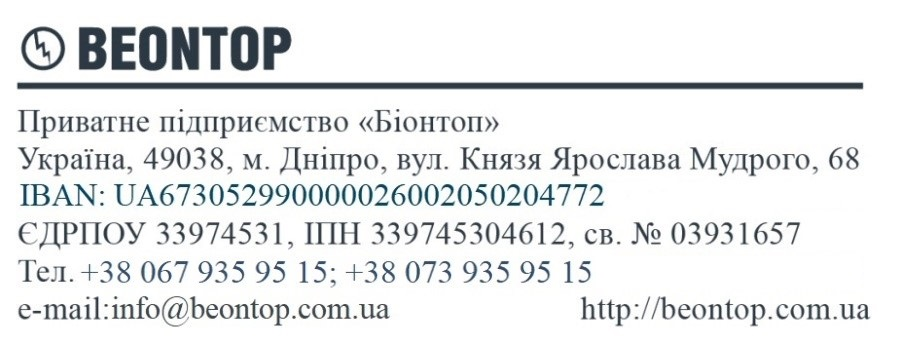 BEONTOP
Приватне підприємство «Біонтоп»
Україна, 49038, м. Дніпро, вул. Князя Ярослава Мудрого, 68
IBAN: UA673052990000026002050204772
ЄДРПОУ 33974531, ІПН 339745304612, св. № 03931657
Тел. +38 067 935 95 15; +38 073 935 95 15
e-mail:info@beontop.com.ua http://beontop.com.ua